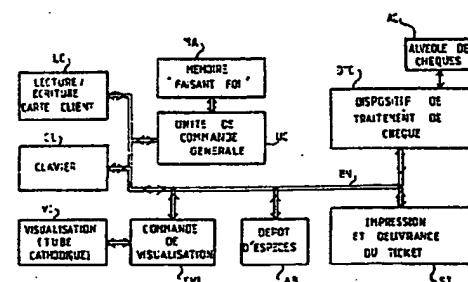 LC
LECTURE/
ECRITURE
CARTE CLIENT
MA
MEMOIRE
"FAISANT FOI"
AC
ALVEOLE DE
CHEQUES
DTC
DISPOSITIF DE
TRAITEMENT DE
CHEQUE
UNITE DE
COMMANDE
GENERALE
UC
CL
CLAVIER
VI
VISUALISATION
(TUBE
CATHODIQUE)
COMMANDE
DE
VISUALISATION
DEPOT
D'ESPECES
IMPRESSION
ET DELIVRANCE
DU TICKET